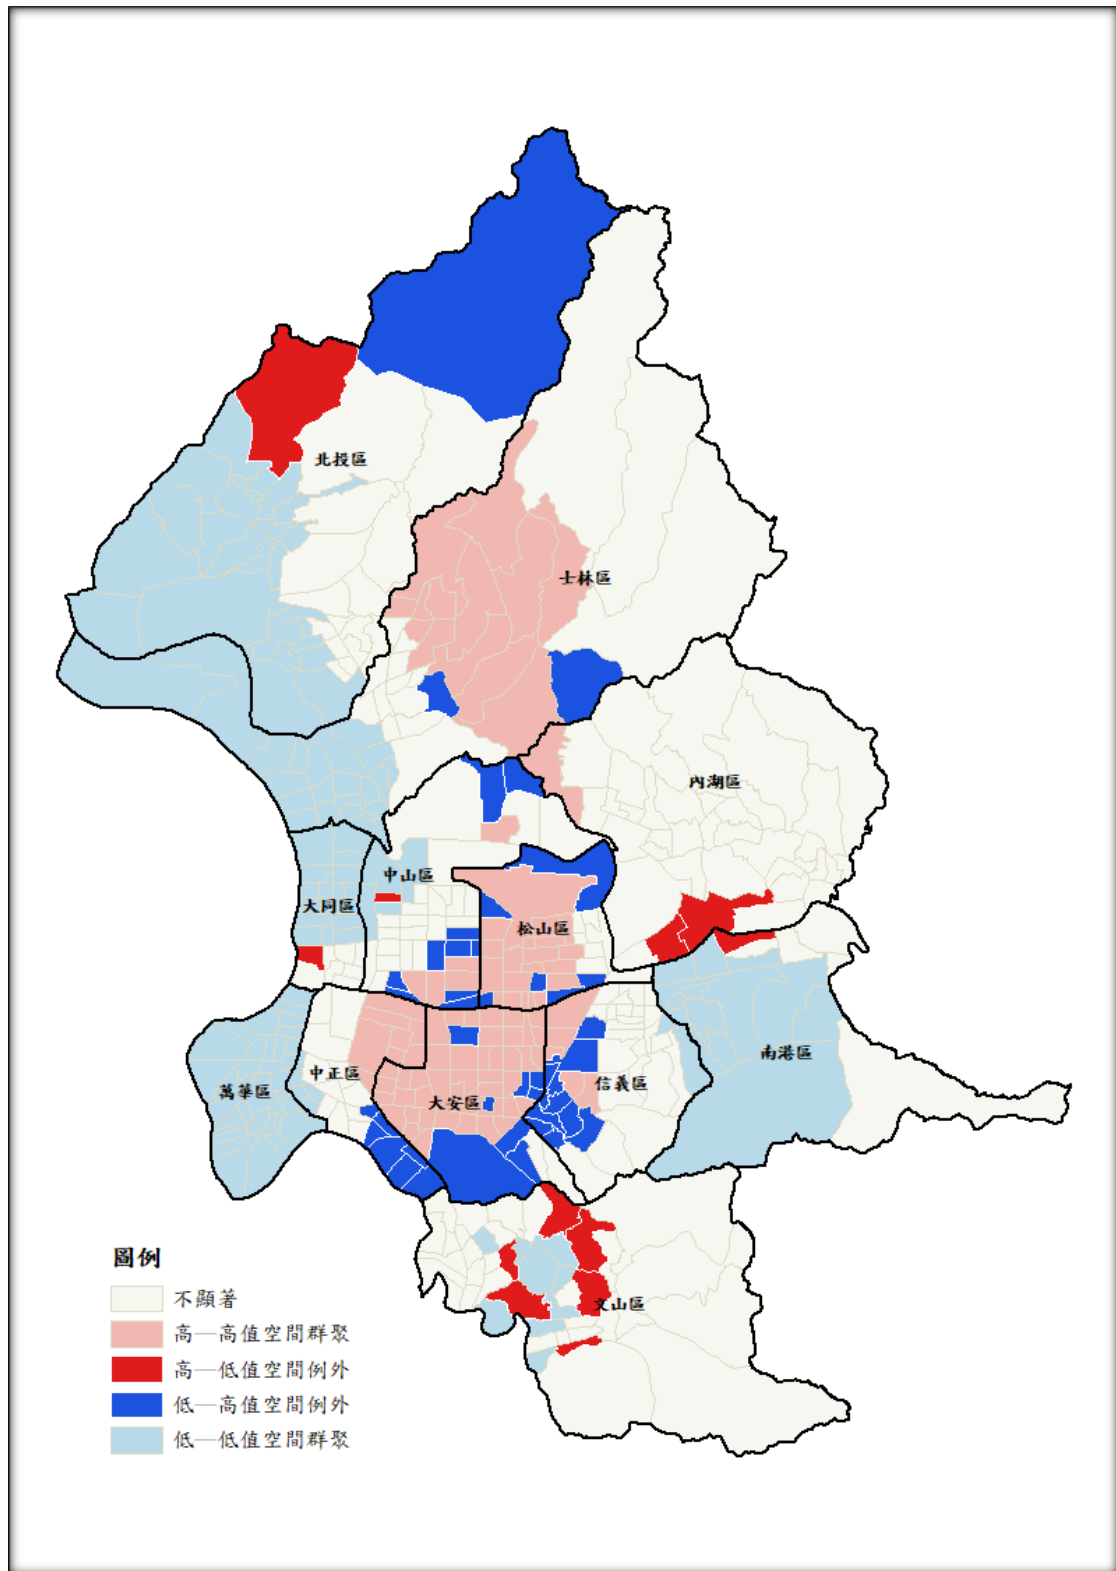 北投區
士林區
內湖區
中山區
大同區
松山區
南港區
中正區
信義區
萬華區
大安區
文山區
圖例
不顯著
高—高值空間群聚
高—低值空間例外
低—高值空間例外
低—低值空間群聚